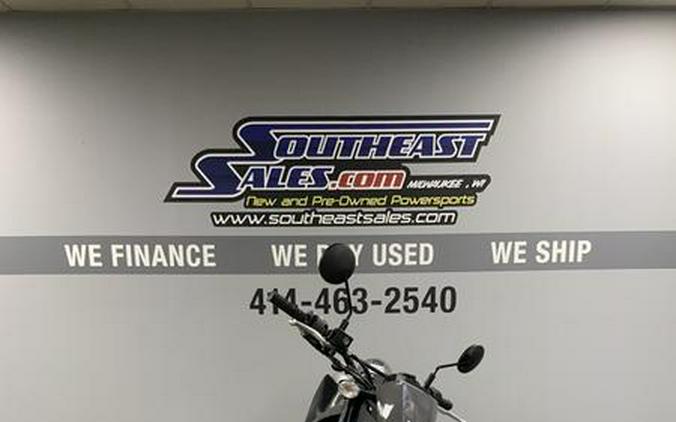 SOUTHEAST
SALES.COM MILWAUKEE, WI
New and Pre-Owned Powersports
www.southeastsales.com
WE FINANCE WE BUY USED WE SHIP
414-463-2540